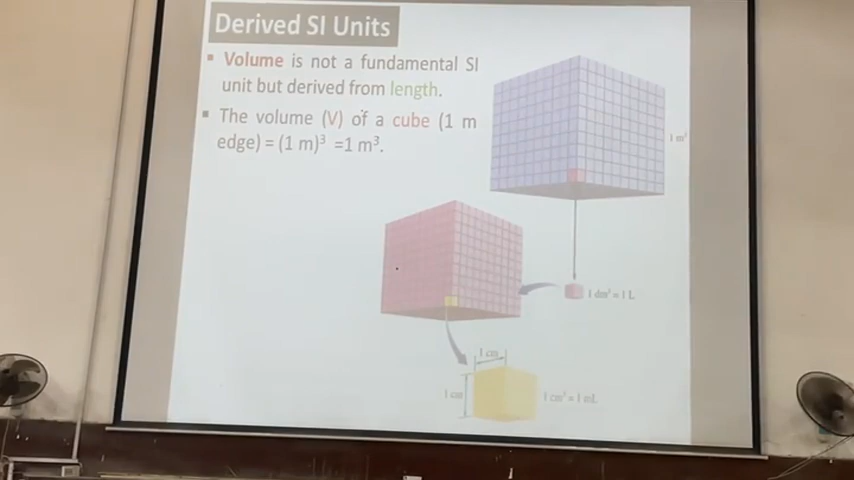 Derived SI Units
▪ Volume is not a fundamental SI
unit but derived from length.
▪ The volume (V) of a cube (1 m
edge) = (1 m)³ =1 m³.
1 m³
1 dm³ = 1 L
1 cm
1 cm
1 cm³ = 1 mL